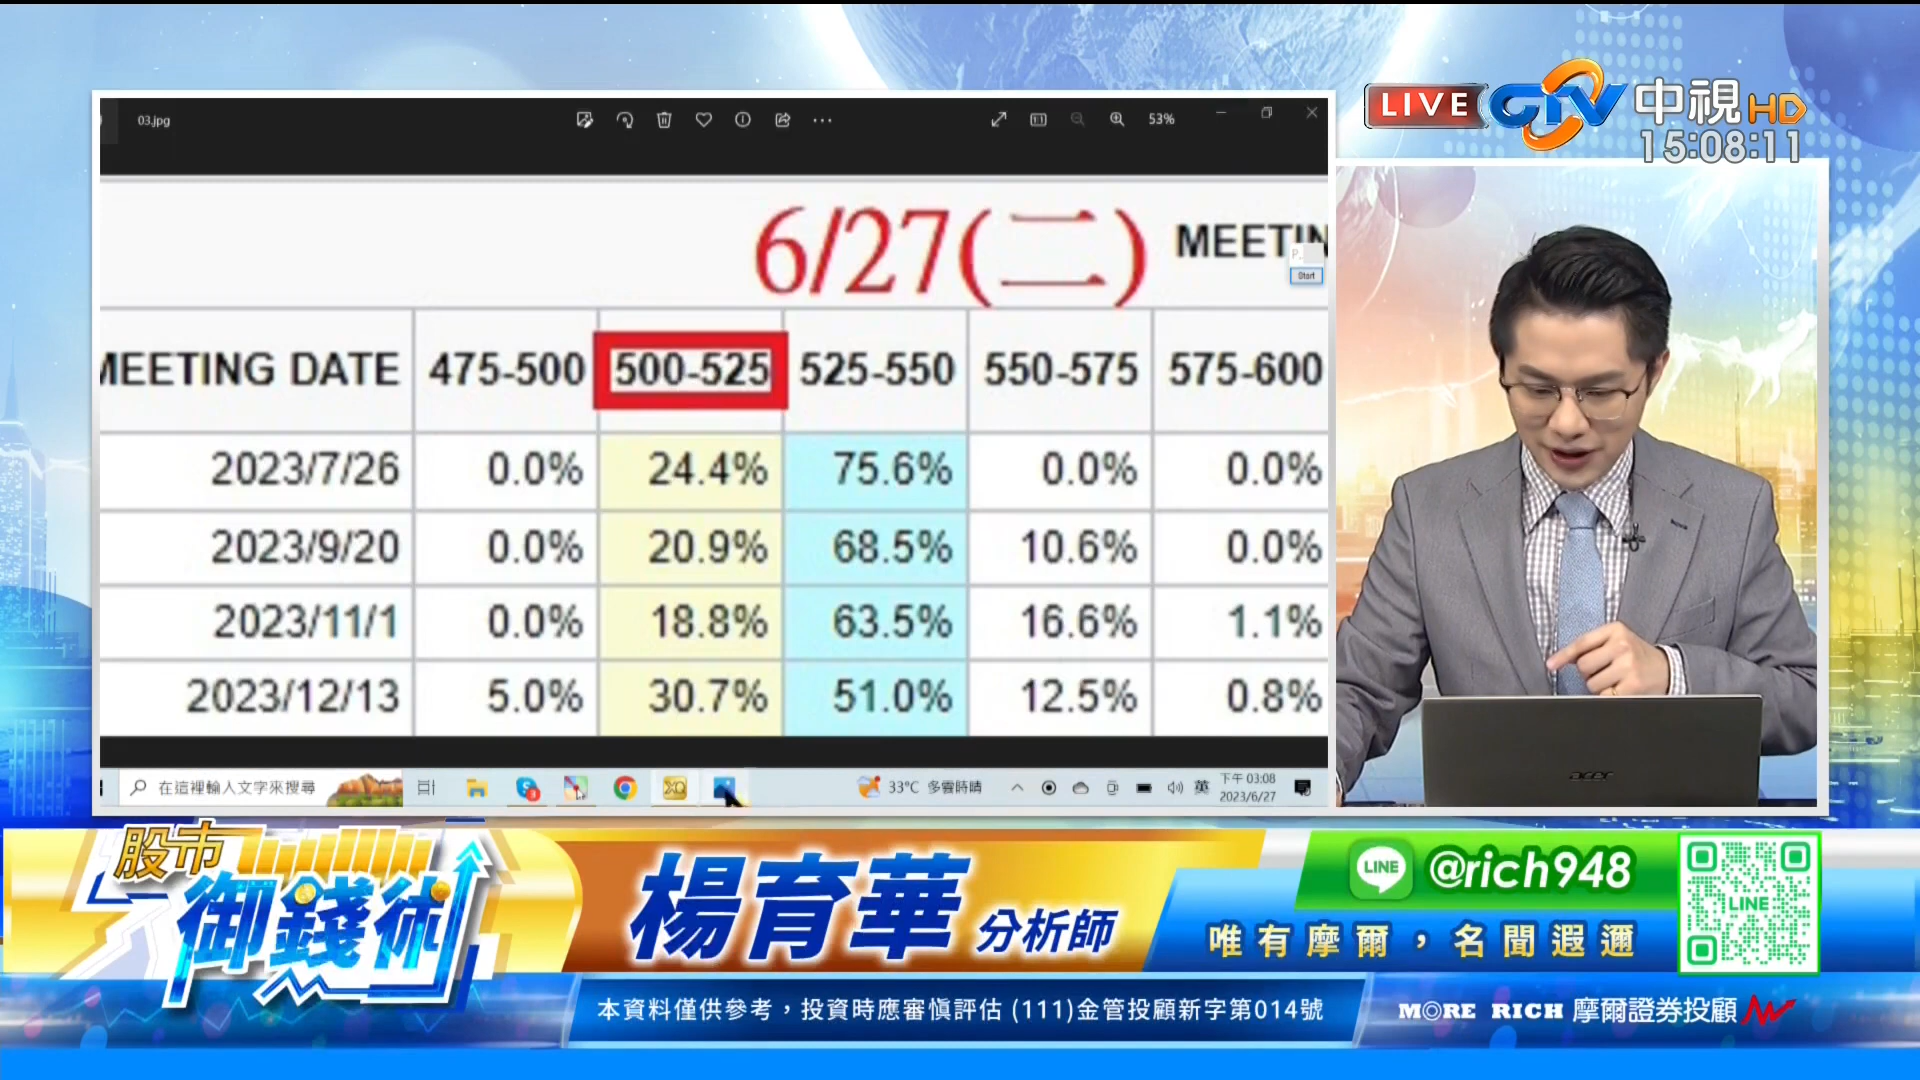 LIVE CTV 中視 HD
15:08:11
03.jpg
53%
6/27(二)
MEETIN
Start
MEETING DATE 475-500 500-525 525-550 550-575 575-600
2023/7/26 0.0% 24.4% 75.6% 0.0% 0.0%
2023/9/20 0.0% 20.9% 68.5% 10.6% 0.0%
2023/11/1 0.0% 18.8% 63.5% 16.6% 1.1%
2023/12/13 5.0% 30.7% 51.0% 12.5% 0.8%
在這裡輸入文字來搜尋
33°C 多雲時晴
英
下午 03:08
2023/6/27
acer
股市
御錢術
楊育華 分析師
LINE @rich948
唯有摩爾，名聞遐邇
LINE
本資料僅供參考，投資時應審慎評估 (111)金管投顧新字第014號
MORE RICH 摩爾證券投顧